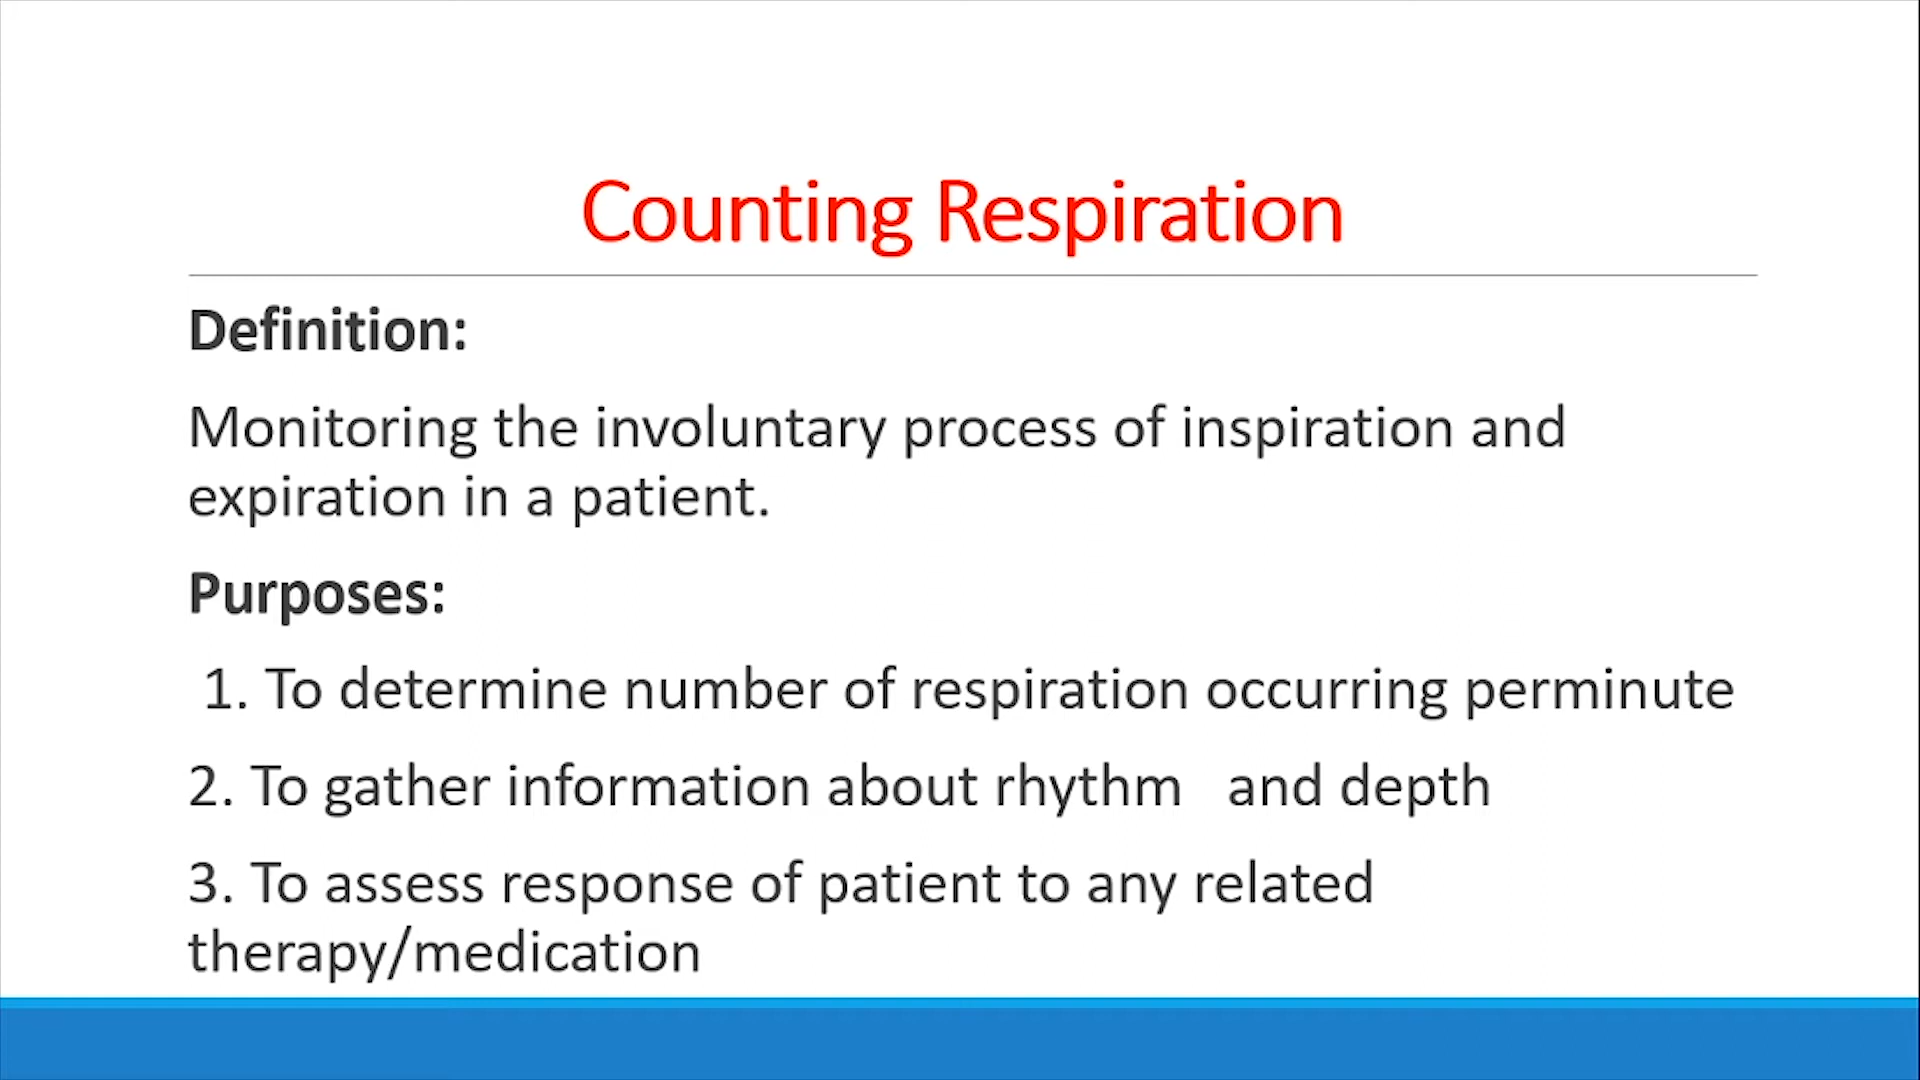 Counting Respiration
Definition:
Monitoring the involuntary process of inspiration and
expiration in a patient.
Purposes:
1. To determine number of respiration occurring perminute
2. To gather information about rhythm   and depth
3. To assess response of patient to any related
therapy/medication